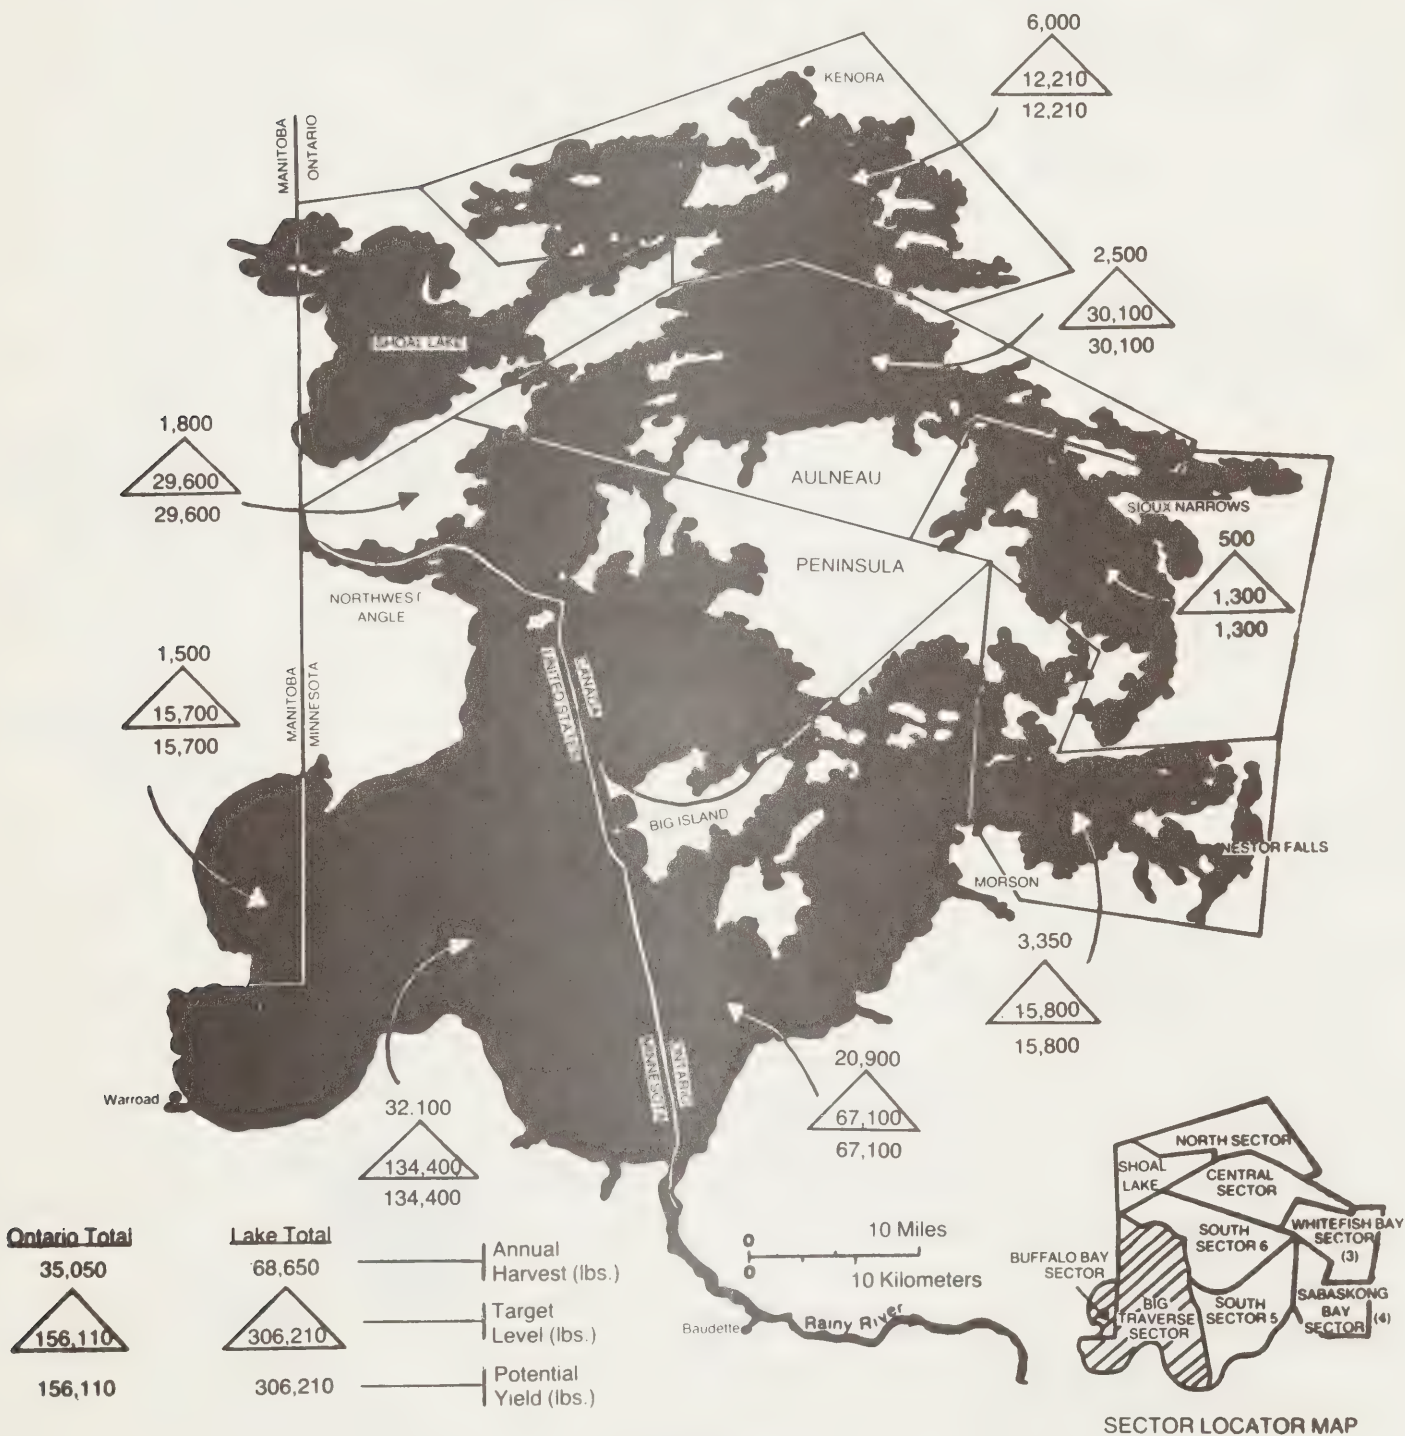 6,000
12,210
12,210
KENORA
MANITOBA
ONTARIO
2,500
30,100
30,100
SHOAL LAKE
1,800
29,600
29,600
AULNEAU
PENINSULA
SIOUX NARROWS
500
1,300
1,300
NORTHWEST
ANGLE
1,500
15,700
15,700
MANITOBA
MINNESOTA
CANADA
UNITED STATES
BIG ISLAND
NESTOR FALLS
MORSON
3,350
15,800
15,800
ONTARIO
MINNESOTA
20,900
67,100
67,100
Warroad
32.100
134,400
134,400
Ontario Total
35,050
156,110
156,110
Lake Total
68,650
306,210
306,210
Annual
Harvest (lbs.)
Target
Level (lbs.)
Potential
Yield (lbs.)
0
10 Miles
0
10 Kilometers
Baudette
Rainy River
NORTH SECTOR
SHOAL
LAKE
CENTRAL
SECTOR
WHITEFISH BAY
SECTOR
(3)
SOUTH
SECTOR 6
BUFFALO BAY
SECTOR
BIG
TRAVERSE
SECTOR
SOUTH
SECTOR 5
SABASKONG
BAY
SECTOR (4)
SECTOR LOCATOR MAP